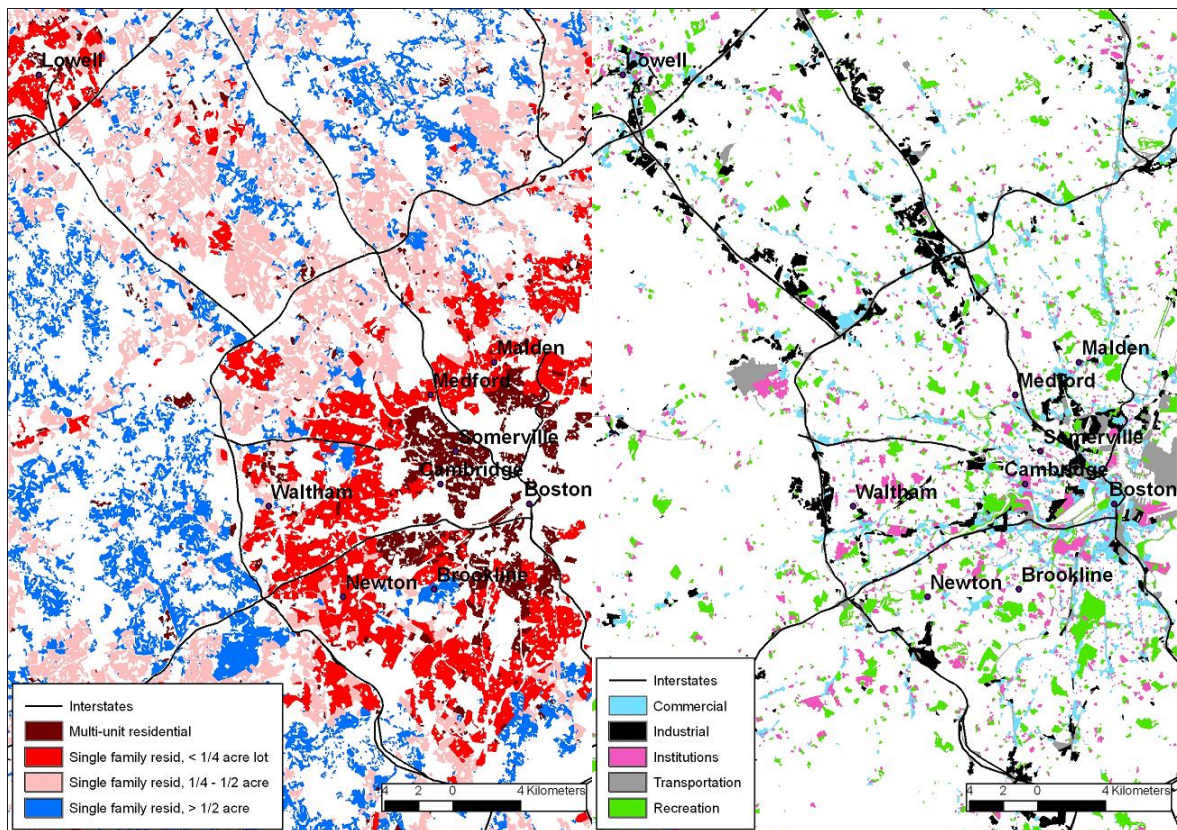 Lowell
Malden
Medford
Somerville
Cambridge
Waltham
Boston
Newton
Brookline
Interstates
Multi-unit residential
Single family resid, < 1/4 acre lot
Single family resid, 1/4 - 1/2 acre
Single family resid, > 1/2 acre
4 2 0 4 Kilometers
Lowell
Malden
Medford
Somerville
Cambridge
Waltham
Boston
Newton
Brookline
Interstates
Commercial
Industrial
Institutions
Transportation
Recreation
4 2 0 4 Kilometers